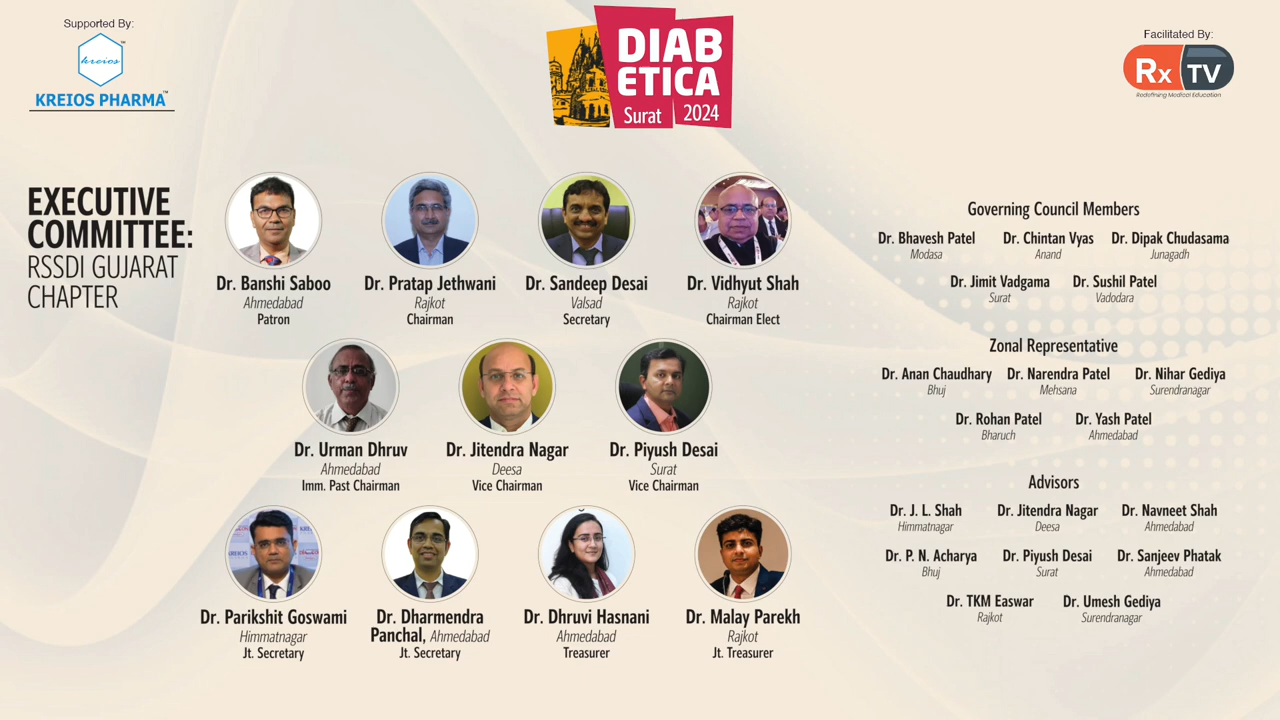 Supported By:
kreios
KREIOS PHARMA™
DIAB
ETICA
Surat 2024
Facilitated By:
Rx TV
Redefining Medical Education
EXECUTIVE
COMMITTEE:
RSSDI GUJARAT
CHAPTER
Dr. Banshi Saboo
Ahmedabad
Patron
Dr. Pratap Jethwani
Rajkot
Chairman
Dr. Sandeep Desai
Valsad
Secretary
Dr. Vidhyut Shah
Rajkot
Chairman Elect
Dr. Urman Dhruv
Ahmedabad
Imm. Past Chairman
Dr. Jitendra Nagar
Deesa
Vice Chairman
Dr. Piyush Desai
Surat
Vice Chairman
Dr. Parikshit Goswami
Himmatnagar
Jt. Secretary
Dr. Dharmendra
Panchal, Ahmedabad
Jt. Secretary
Dr. Dhruvi Hasnani
Ahmedabad
Treasurer
Dr. Malay Parekh
Rajkot
Jt. Treasurer
Governing Council Members
Dr. Bhavesh Patel
Modasa
Dr. Chintan Vyas
Anand
Dr. Dipak Chudasama
Junagadh
Dr. Jimit Vadgama
Surat
Dr. Sushil Patel
Vadodara
Zonal Representative
Dr. Anan Chaudhary
Bhuj
Dr. Narendra Patel
Mehsana
Dr. Nihar Gediya
Surendranagar
Dr. Rohan Patel
Bharuch
Dr. Yash Patel
Ahmedabad
Advisors
Dr. J. L. Shah
Himmatnagar
Dr. Jitendra Nagar
Deesa
Dr. Navneet Shah
Ahmedabad
Dr. P. N. Acharya
Bhuj
Dr. Piyush Desai
Surat
Dr. Sanjeev Phatak
Ahmedabad
Dr. TKM Easwar
Rajkot
Dr. Umesh Gediya
Surendranagar